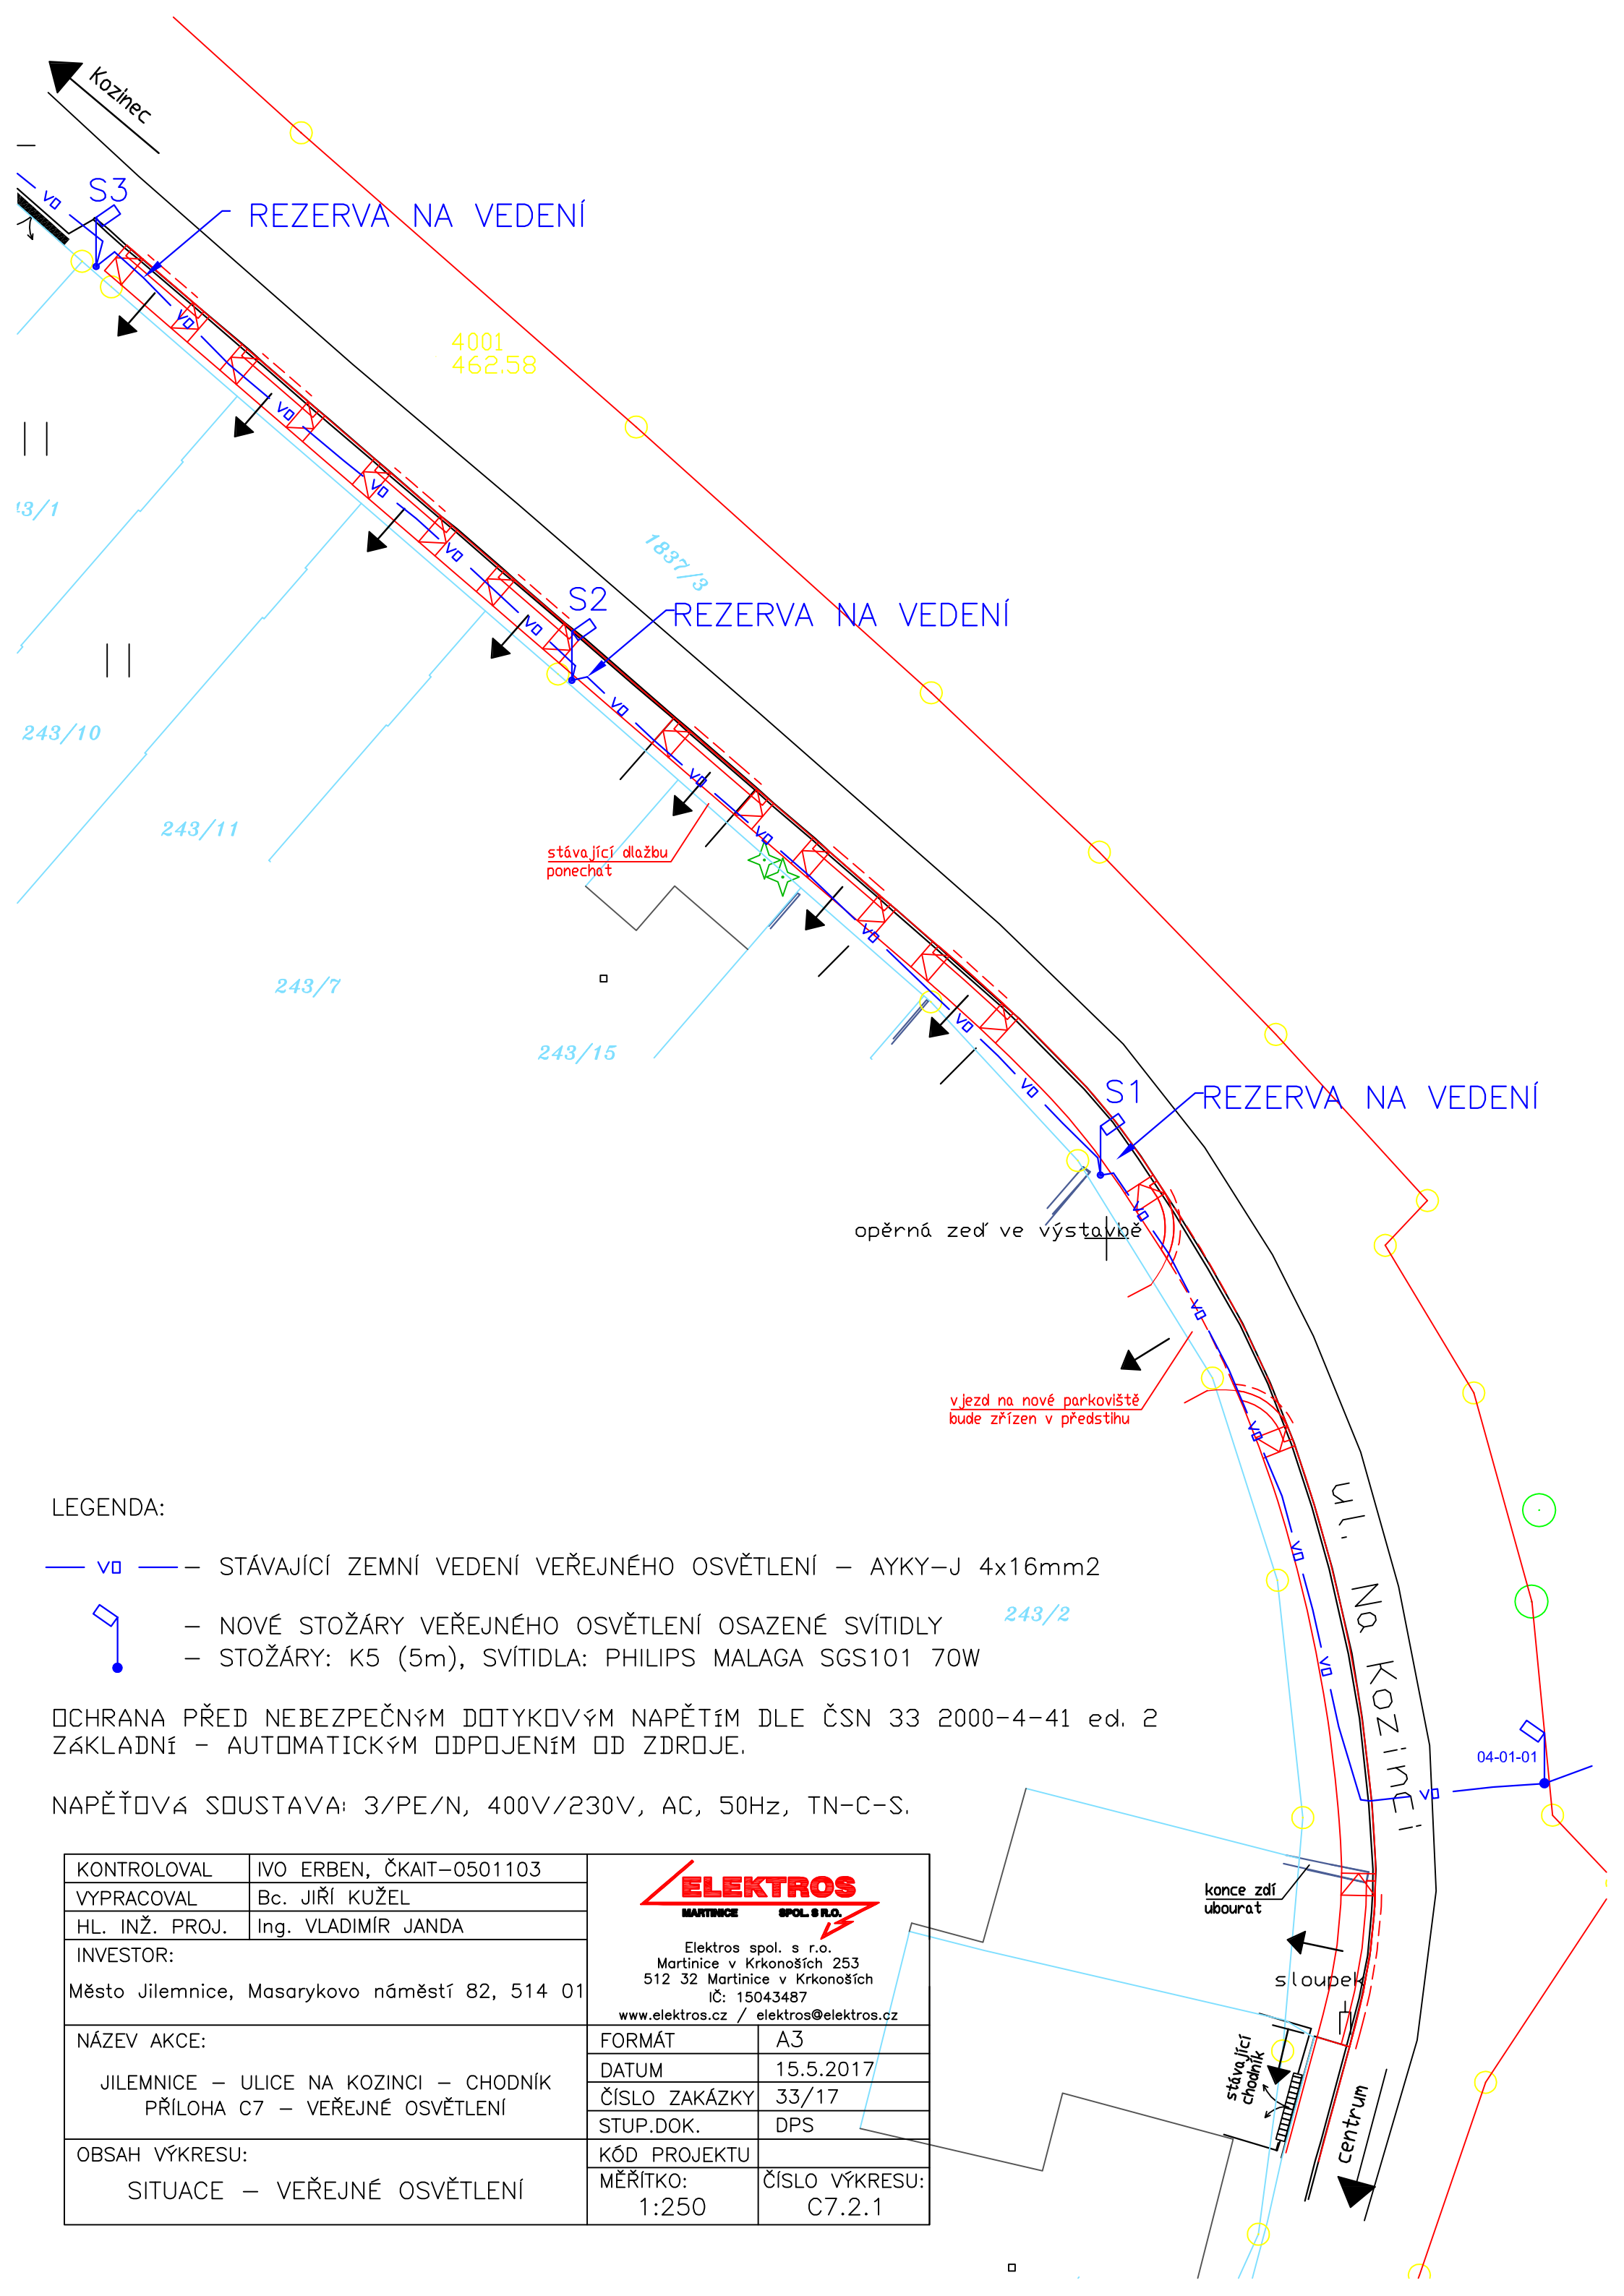 Kozinec
S3
REZERVA NA VEDENÍ
4001
462.58
43/1
1837/3
S2
REZERVA NA VEDENÍ
243/10
243/11
stávající dlažbu
ponechat
243/7
243/15
S1
REZERVA NA VEDENÍ
opěrná zeď ve výstavbě
vjezd na nové parkoviště
bude zřízen v předstihu
ul. Na Kozinci
LEGENDA:
VO – STÁVAJÍCÍ ZEMNÍ VEDENÍ VEŘEJNÉHO OSVĚTLENÍ – AYKY–J 4x16mm2
243/2
– NOVÉ STOŽÁRY VEŘEJNÉHO OSVĚTLENÍ OSAZENÉ SVÍTIDLY
– STOŽÁRY: K5 (5m), SVÍTIDLA: PHILIPS MALAGA SGS101 70W
OCHRANA PŘED NEBEZPEČNÝM DOTYKOVÝM NAPĚTÍM DLE ČSN 33 2000-4-41 ed. 2
ZÁKLADNÍ - AUTOMATICKÝM ODPOJENÍM OD ZDROJE.
04-01-01
NAPĚŤOVÁ SOUSTAVA: 3/PE/N, 400V/230V, AC, 50Hz, TN-C-S.
konce zdí
ubourat
sloupek
stávající
chodník
centrum
KONTROLOVAL IVO ERBEN, ČKAIT–0501103
VYPRACOVAL Bc. JIŘÍ KUŽEL
HL. INŽ. PROJ. Ing. VLADIMÍR JANDA
INVESTOR:
Město Jilemnice, Masarykovo náměstí 82, 514 01
ELEKTROS
MARTINICE SPOL. S R.O.
Elektros spol. s r.o.
Martinice v Krkonoších 253
512 32 Martinice v Krkonoších
IČ: 15043487
www.elektros.cz / elektros@elektros.cz
NÁZEV AKCE:
JILEMNICE – ULICE NA KOZINCI – CHODNÍK
PŘÍLOHA C7 – VEŘEJNÉ OSVĚTLENÍ
FORMÁT A3
DATUM 15.5.2017
ČÍSLO ZAKÁZKY 33/17
STUP.DOK. DPS
OBSAH VÝKRESU:
SITUACE – VEŘEJNÉ OSVĚTLENÍ
KÓD PROJEKTU
MĚŘÍTKO:
1:250
ČÍSLO VÝKRESU:
C7.2.1